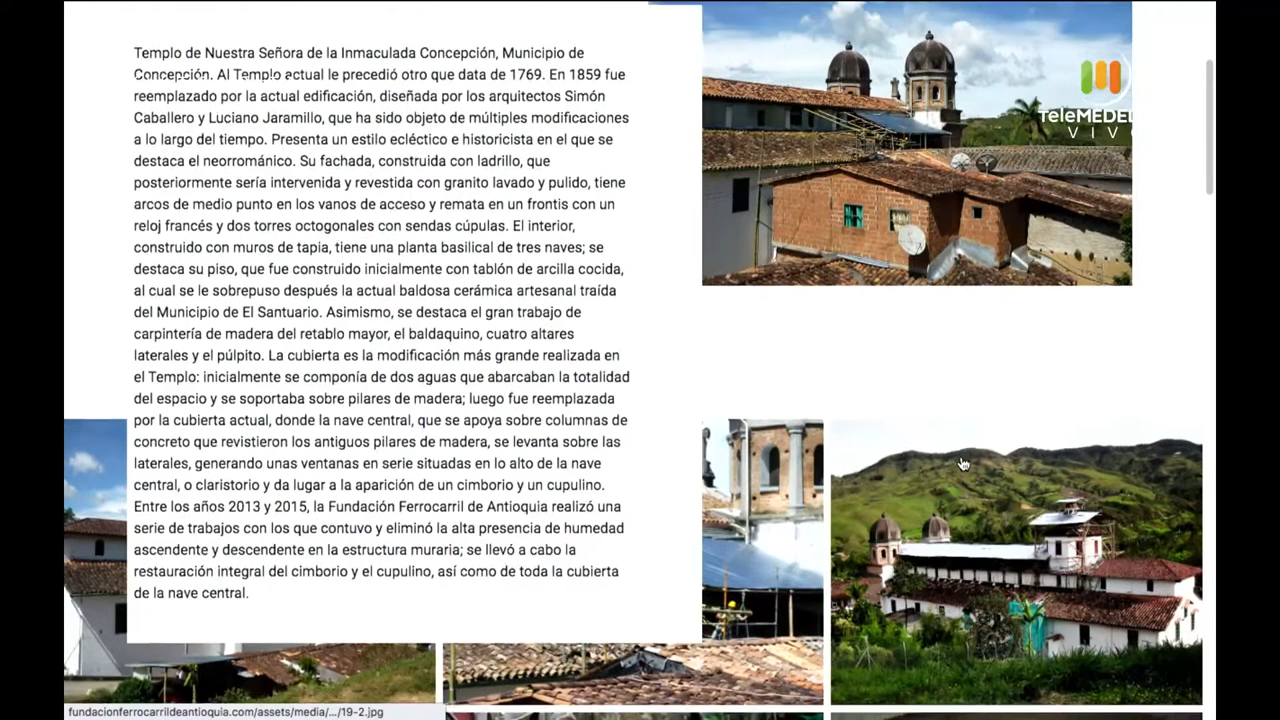 Templo de Nuestra Señora de la Inmaculada Concepción, Municipio de
Concepción. Al Templo actual le precedió otro que data de 1769. En 1859 fue
reemplazado por la actual edificación, diseñada por los arquitectos Simón
Caballero y Luciano Jaramillo, que ha sido objeto de múltiples modificaciones
a lo largo del tiempo. Presenta un estilo ecléctico e historicista en el que se
destaca el neorrománico. Su fachada, construida con ladrillo, que
posteriormente sería intervenida y revestida con granito lavado y pulido, tiene
arcos de medio punto en los vanos de acceso y remata en un frontis con un
reloj francés y dos torres octogonales con sendas cúpulas. El interior,
construido con muros de tapia, tiene una planta basilical de tres naves; se
destaca su piso, que fue construido inicialmente con tablón de arcilla cocida,
al cual se le sobrepuso después la actual baldosa cerámica artesanal traída
del Municipio de El Santuario. Asimismo, se destaca el gran trabajo de
carpintería de madera del retablo mayor, el baldaquino, cuatro altares
laterales y el púlpito. La cubierta es la modificación más grande realizada en
el Templo: inicialmente se componía de dos aguas que abarcaban la totalidad
del espacio y se soportaba sobre pilares de madera; luego fue reemplazada
por la cubierta actual, donde la nave central, que se apoya sobre columnas de
concreto que revistieron los antiguos pilares de madera, se levanta sobre las
laterales, generando unas ventanas en serie situadas en lo alto de la nave
central, o claristorio y da lugar a la aparición de un cimborio y un cupulino.
Entre los años 2013 y 2015, la Fundación Ferrocarril de Antioquia realizó una
serie de trabajos con los que contuvo y eliminó la alta presencia de humedad
ascendente y descendente en la estructura muraria; se llevó a cabo la
restauración integral del cimborio y el cupulino, así como de toda la cubierta
de la nave central.
TeleMEDE
VIVO
fundacionferrocarrildeantioquia.com/assets/media/.../19-2.jpg